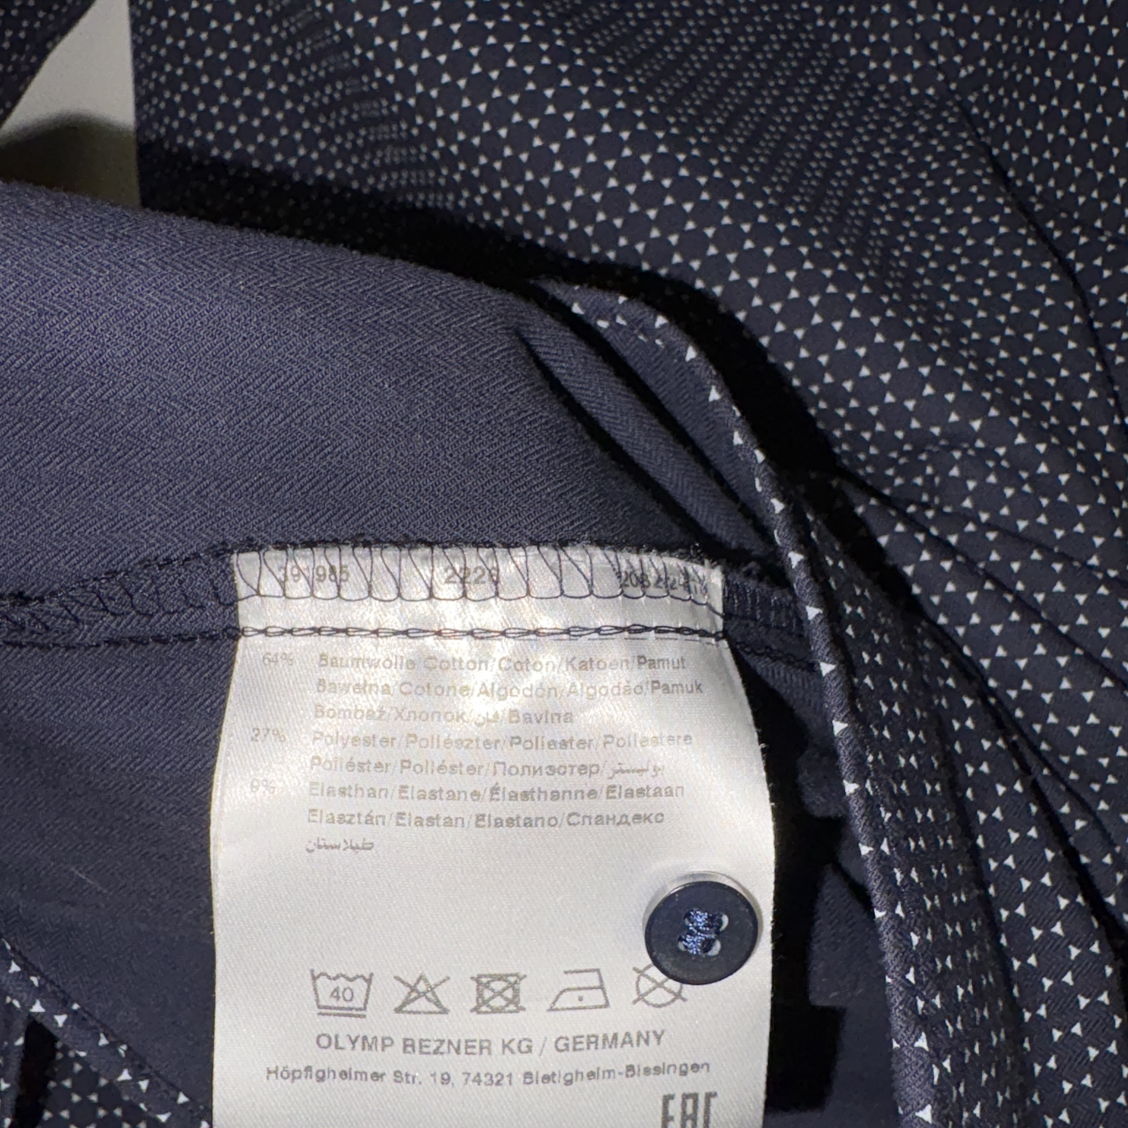 2226
64% Baumwolle/Cotton/Coton/Katoen/Pamut
Bawełna/Cotone/Algodón/Algodão/Pamuk
Bombaž/Хлопок/قطن/Bavlna
27% Polyester/Poliészter/Poliester/Poliestere
Poliéster/Poliéster/Полиэстер/بوليستر
9% Elasthan/Elastane/Élasthanne/Elastaan
Elasztán/Elastan/Elastano/Спандекс
40
OLYMP BEZNER KG / GERMANY
Höpfigheimer Str. 19, 74321 Bietigheim-Bissingen
EAC